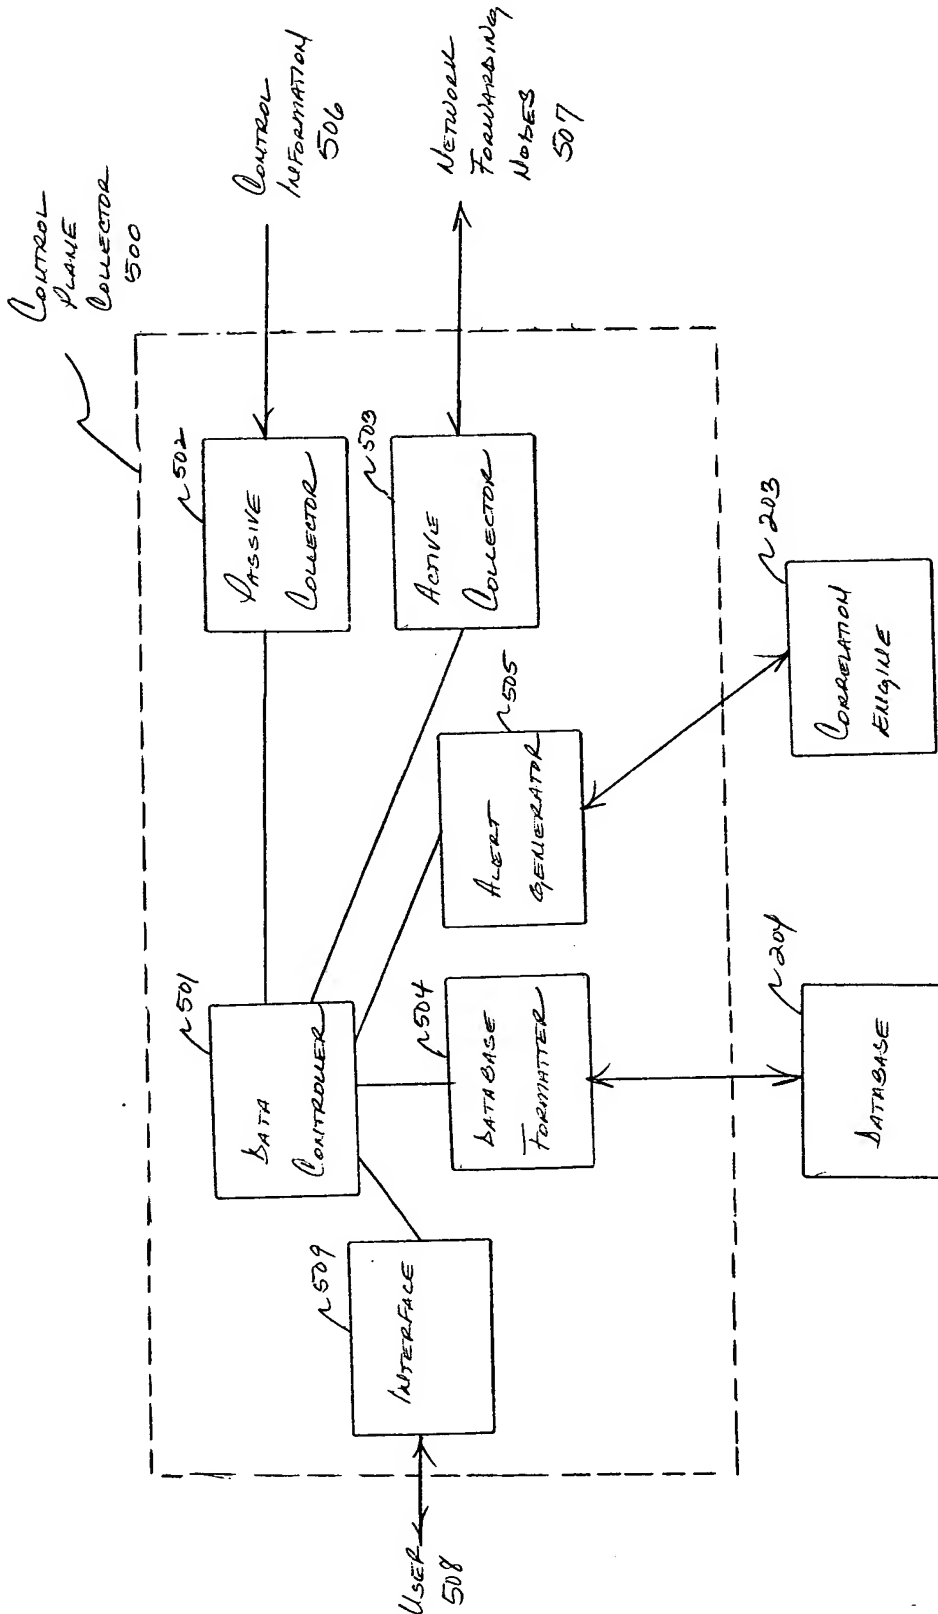 CONTROL
PLANE
COLLECTOR
500
CONTROL
INFORMATION
506
NETWORK
FORWARDING
NODES
507
502
PASSIVE
COLLECTOR
503
ACTIVE
COLLECTOR
505
ALERT
GENERATOR
203
CORRELATION
ENGINE
501
DATA
CONTROLLER
504
DATABASE
FORMATTER
204
DATABASE
509
INTERFACE
USER
508